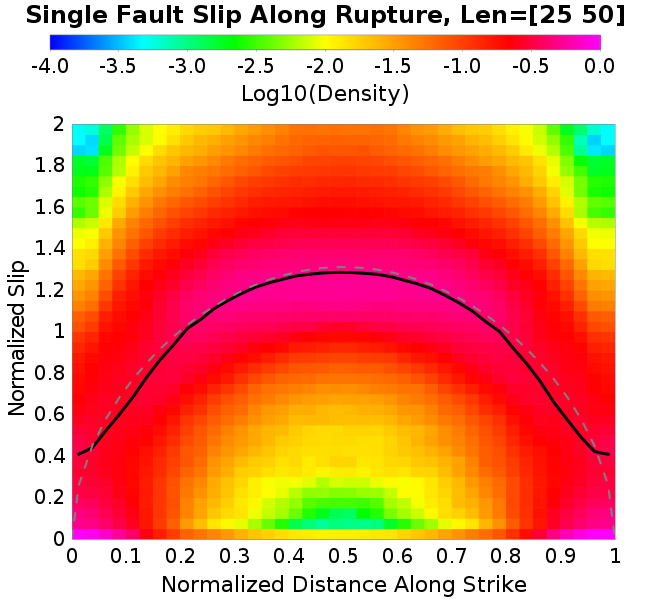 Single Fault Slip Along Rupture, Len=[25 50]
-4.0 -3.5 -3.0 -2.5 -2.0 -1.5 -1.0 -0.5 0.0
Log10(Density)
2
1.8
1.6
1.4
1.2
1
0.8
0.6
0.4
0.2
0
Normalized Slip
0 0.1 0.2 0.3 0.4 0.5 0.6 0.7 0.8 0.9 1
Normalized Distance Along Strike